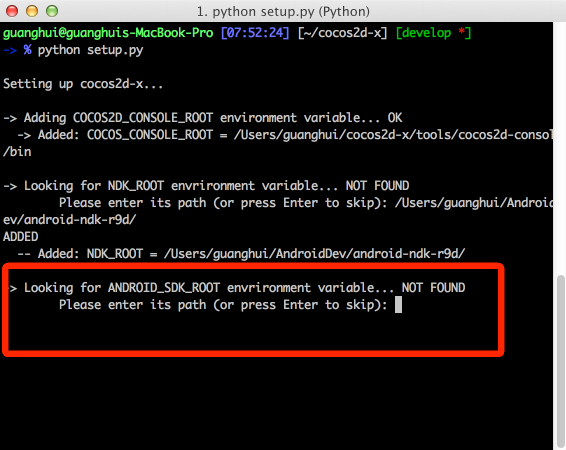 1. python setup.py (Python)
guanghui@guanghuis-MacBook-Pro [07:52:24] [~/cocos2d-x] [develop *]
-> % python setup.py
Setting up cocos2d-x...
-> Adding COCOS2D_CONSOLE_ROOT environment variable... OK
-> Added: COCOS_CONSOLE_ROOT = /Users/guanghui/cocos2d-x/tools/cocos2d-consol
/bin
-> Looking for NDK_ROOT envrironment variable... NOT FOUND
Please enter its path (or press Enter to skip): /Users/guanghui/Android
ev/android-ndk-r9d/
ADDED
-- Added: NDK_ROOT = /Users/guanghui/AndroidDev/android-ndk-r9d/
> Looking for ANDROID_SDK_ROOT envrironment variable... NOT FOUND
Please enter its path (or press Enter to skip):